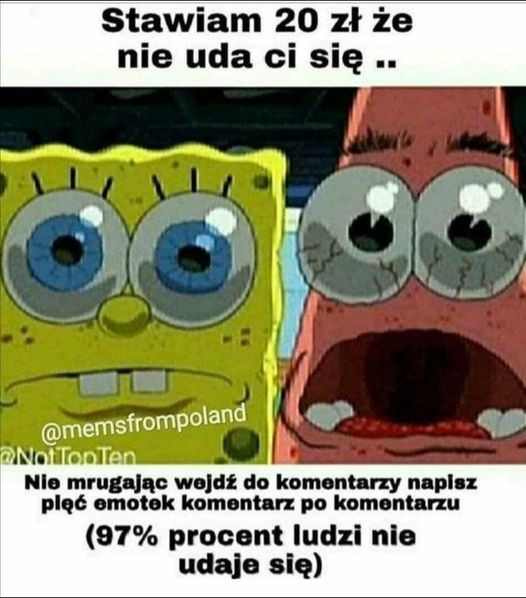 Stawiam 20 zł że
nie uda ci się ..
@memsfrompoland
@NotTopTen
Nie mrugając wejdź do komentarzy napisz
pięć emotek komentarz po komentarzu
(97% procent ludzi nie
udaje się)